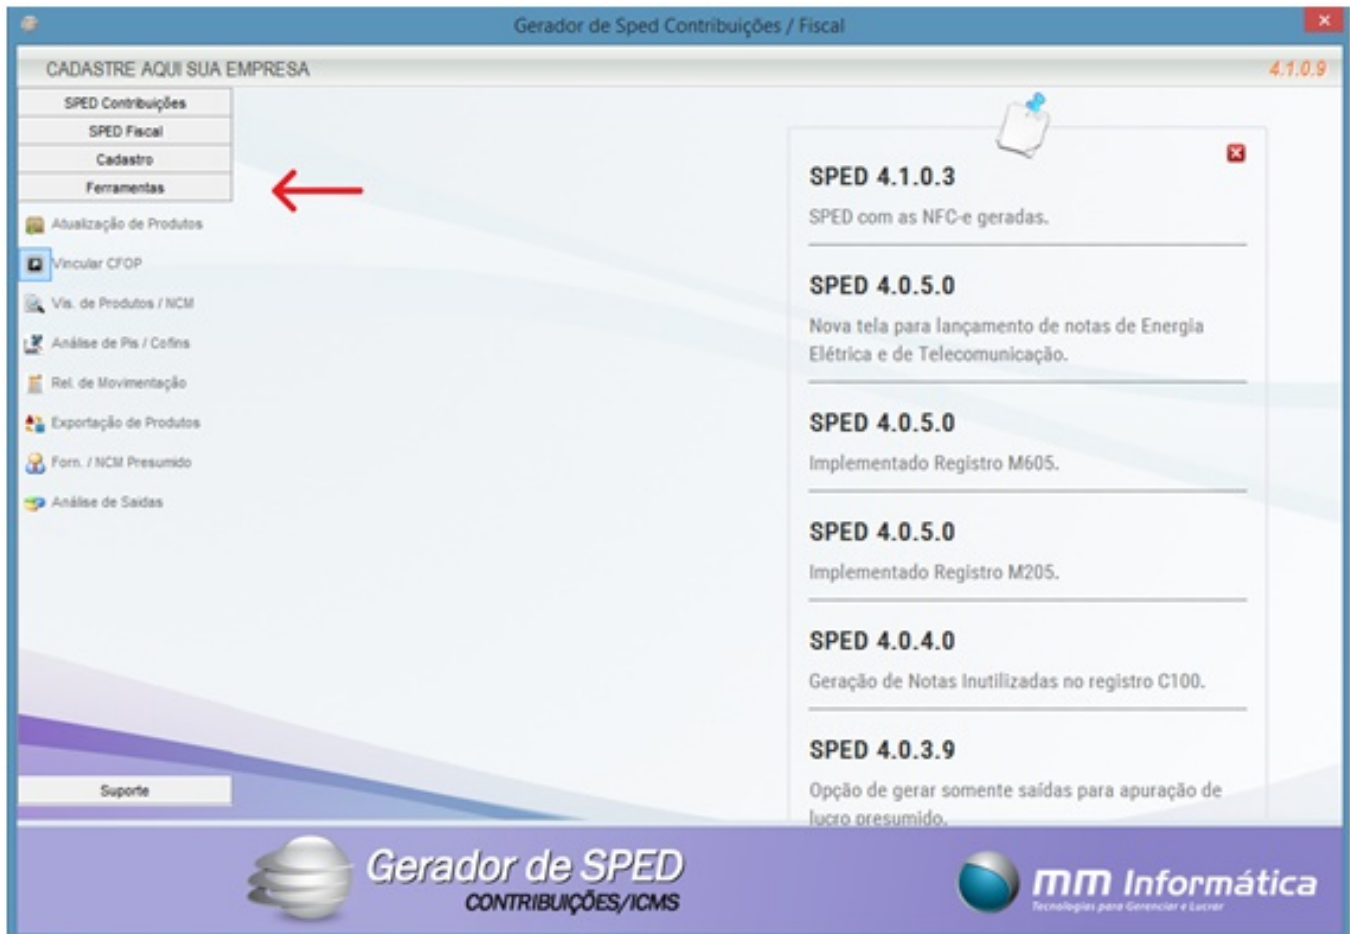 Gerador de Sped Contribuições / Fiscal
CADASTRE AQUI SUA EMPRESA
4.1.0.9
SPED Contribuições
SPED Fiscal
Cadastro
Ferramentas
Atualização de Produtos
Vincular CFOP
Vis. de Produtos / NCM
Análise de Pis / Cofins
Rel. de Movimentação
Exportação de Produtos
Forn. / NCM Presumido
Análise de Saidas
Suporte
SPED 4.1.0.3
SPED com as NFC-e geradas.
SPED 4.0.5.0
Nova tela para lançamento de notas de Energia
Elétrica e de Telecomunicação.
SPED 4.0.5.0
Implementado Registro M605.
SPED 4.0.5.0
Implementado Registro M205.
SPED 4.0.4.0
Geração de Notas Inutilizadas no registro C100.
SPED 4.0.3.9
Opção de gerar somente saídas para apuração de
lucro presumido.
Gerador de SPED
CONTRIBUIÇÕES/ICMS
mm Informática
Tecnologias para Gerenciar e Lucrar